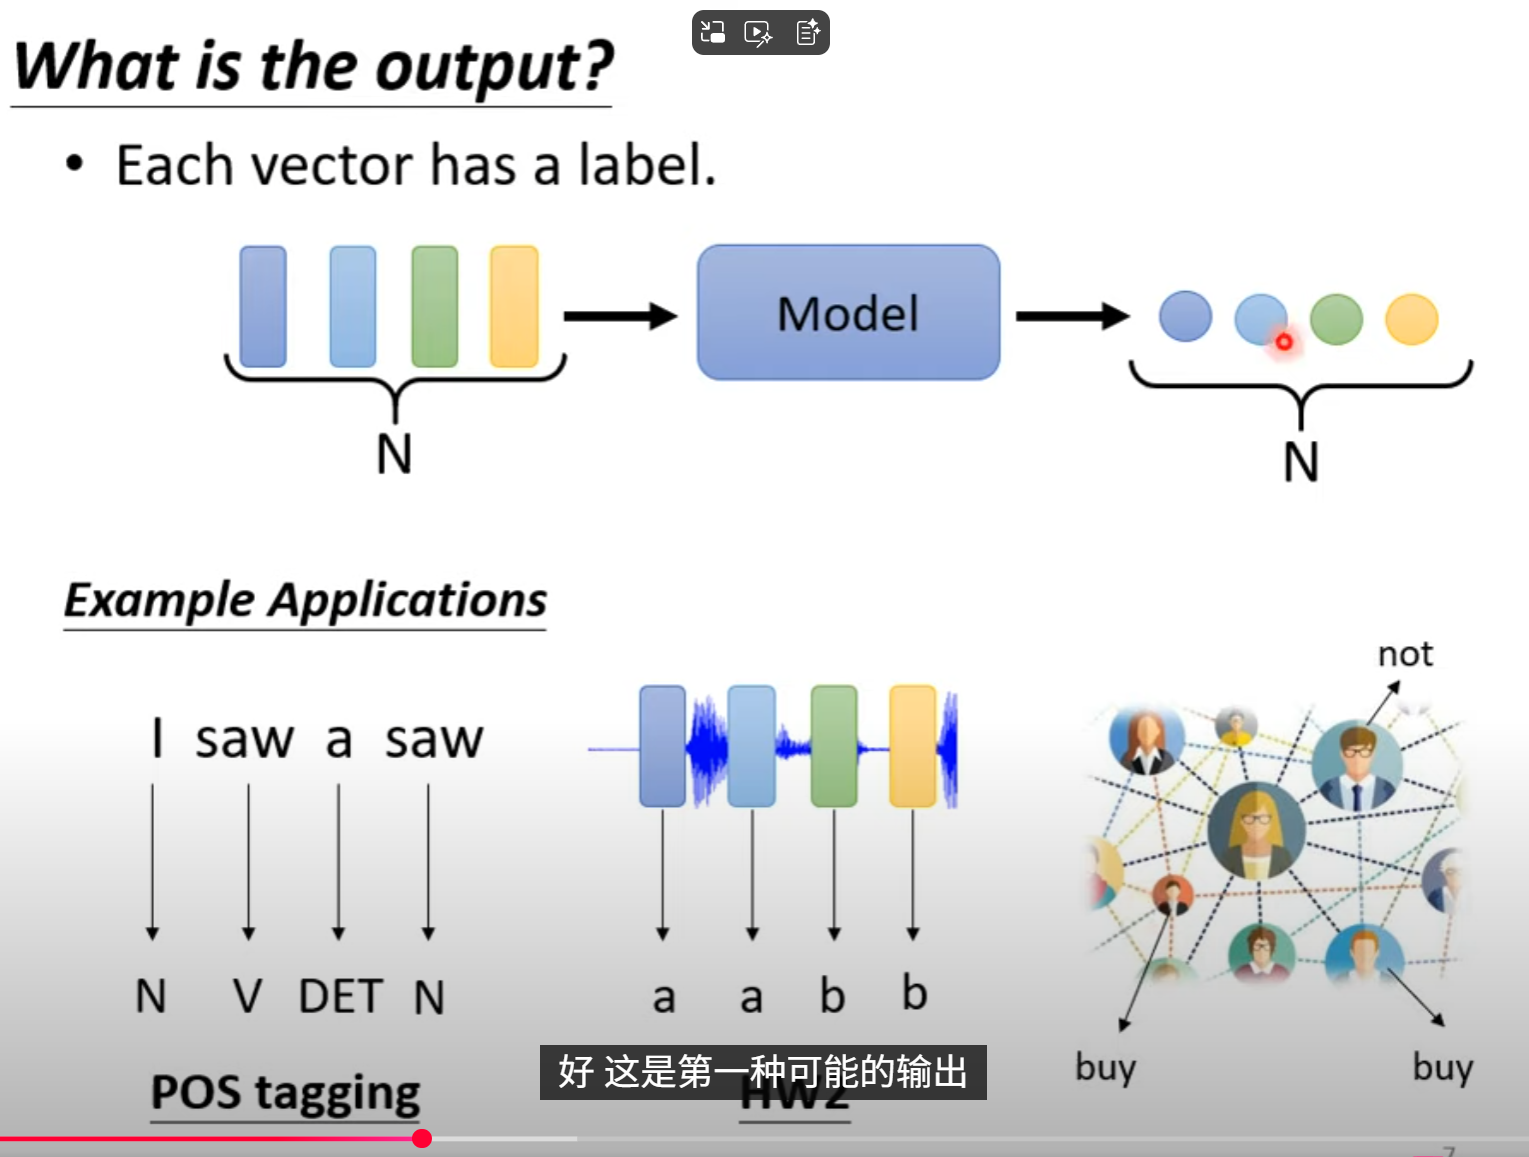 What is the output?
• Each vector has a label.
Model
N
N
Example Applications
not
I saw a saw
N V DET N
a a b b
buy
buy
好 这是第一种可能的输出
POS tagging
HW2
7